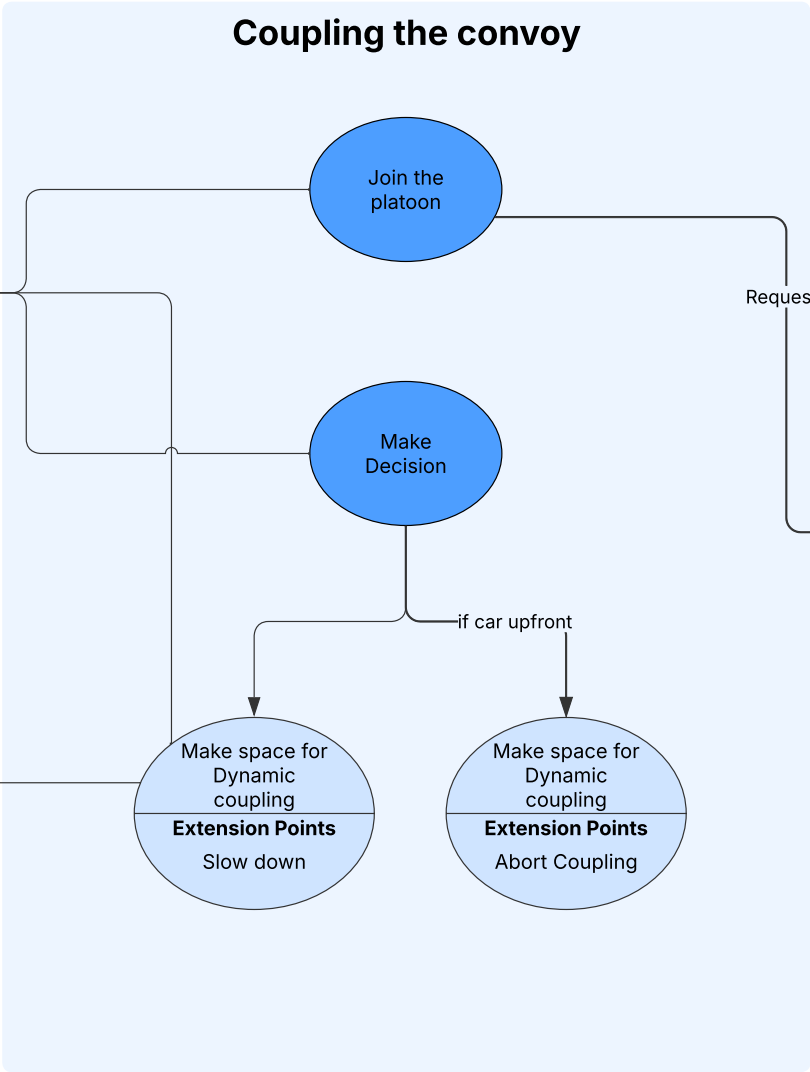 Coupling the convoy
Join the
platoon
Reques
Make
Decision
if car upfront
Make space for
Dynamic
coupling
Extension Points
Slow down
Make space for
Dynamic
coupling
Extension Points
Abort Coupling